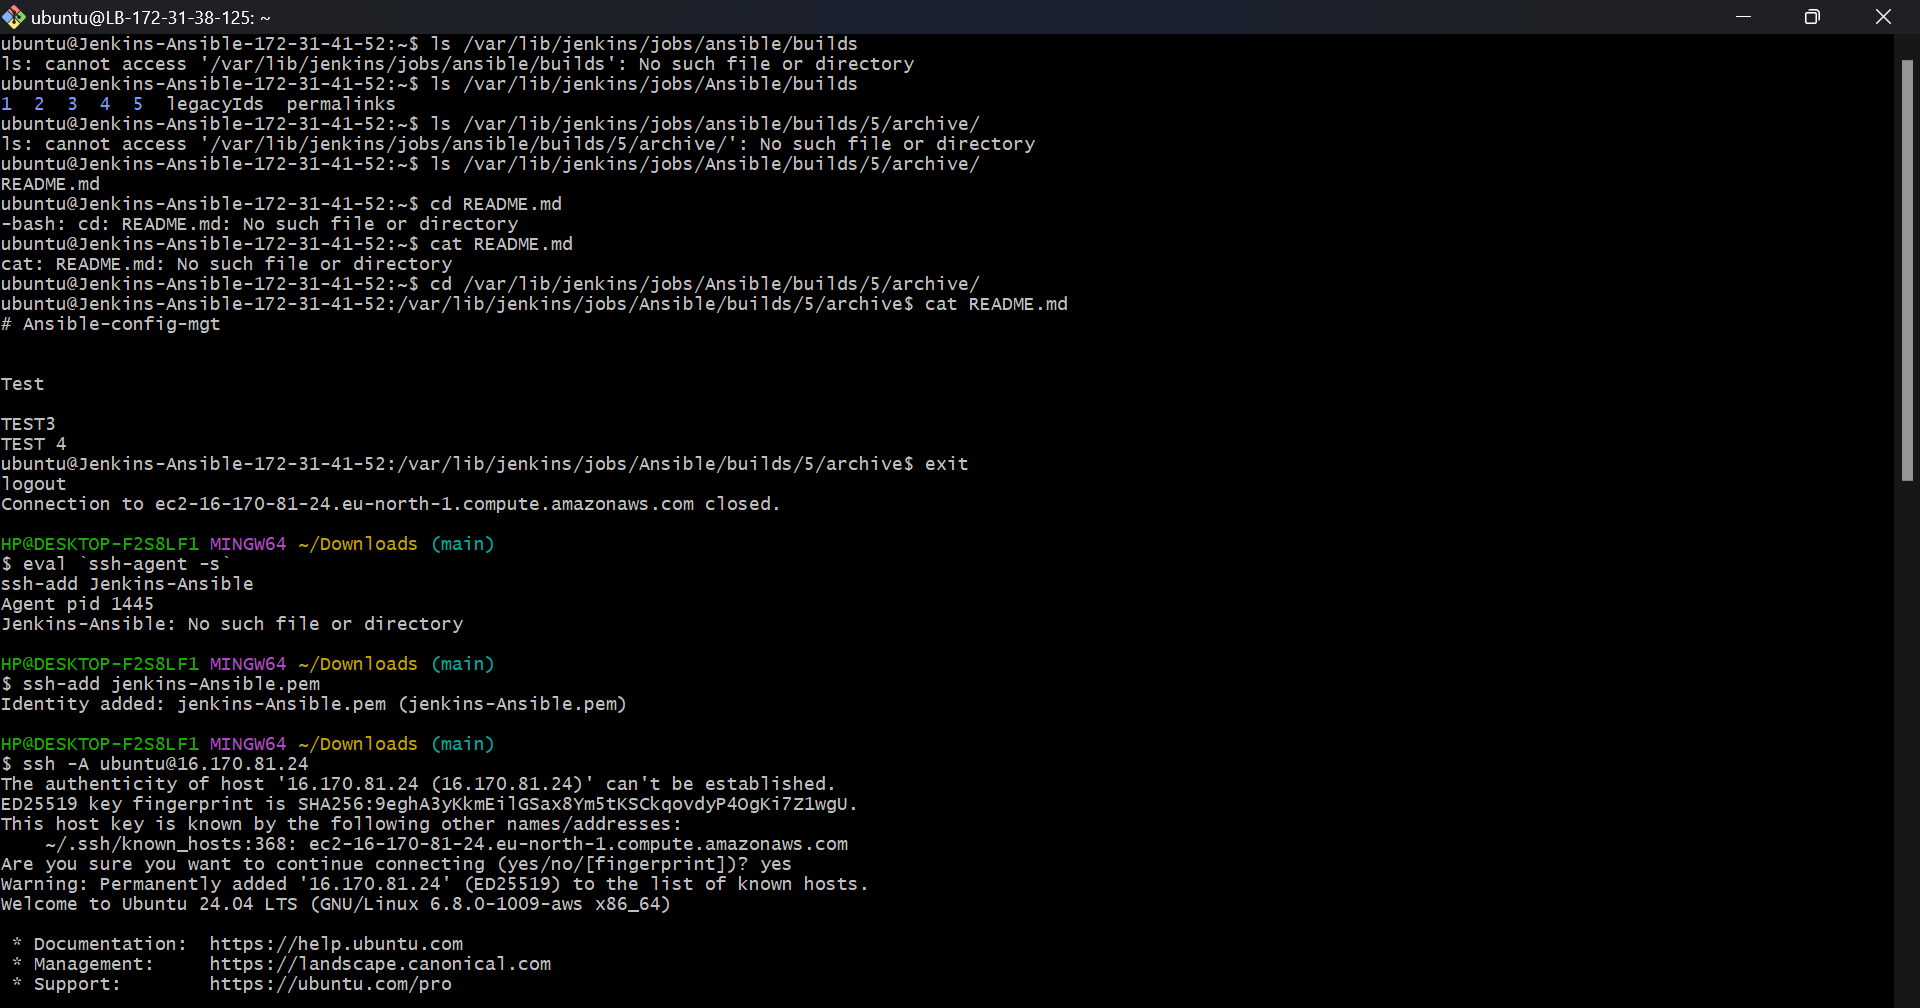 ubuntu@LB-172-31-38-125: ~
ubuntu@Jenkins-Ansible-172-31-41-52:~$ ls /var/lib/jenkins/jobs/ansible/builds
ls: cannot access '/var/lib/jenkins/jobs/ansible/builds': No such file or directory
ubuntu@Jenkins-Ansible-172-31-41-52:~$ ls /var/lib/jenkins/jobs/Ansible/builds
1  2  3  4  5  legacyIds  permalinks
ubuntu@Jenkins-Ansible-172-31-41-52:~$ ls /var/lib/jenkins/jobs/ansible/builds/5/archive/
ls: cannot access '/var/lib/jenkins/jobs/ansible/builds/5/archive/': No such file or directory
ubuntu@Jenkins-Ansible-172-31-41-52:~$ ls /var/lib/jenkins/jobs/Ansible/builds/5/archive/
README.md
ubuntu@Jenkins-Ansible-172-31-41-52:~$ cd README.md
-bash: cd: README.md: No such file or directory
ubuntu@Jenkins-Ansible-172-31-41-52:~$ cat README.md
cat: README.md: No such file or directory
ubuntu@Jenkins-Ansible-172-31-41-52:~$ cd /var/lib/jenkins/jobs/Ansible/builds/5/archive/
ubuntu@Jenkins-Ansible-172-31-41-52:/var/lib/jenkins/jobs/Ansible/builds/5/archive$ cat README.md
# Ansible-config-mgt
Test
TEST3
TEST 4
ubuntu@Jenkins-Ansible-172-31-41-52:/var/lib/jenkins/jobs/Ansible/builds/5/archive$ exit
logout
Connection to ec2-16-170-81-24.eu-north-1.compute.amazonaws.com closed.
HP@DESKTOP-F2S8LF1 MINGW64 ~/Downloads (main)
$ eval `ssh-agent -s`
ssh-add Jenkins-Ansible
Agent pid 1445
Jenkins-Ansible: No such file or directory
HP@DESKTOP-F2S8LF1 MINGW64 ~/Downloads (main)
$ ssh-add jenkins-Ansible.pem
Identity added: jenkins-Ansible.pem (jenkins-Ansible.pem)
HP@DESKTOP-F2S8LF1 MINGW64 ~/Downloads (main)
$ ssh -A ubuntu@16.170.81.24
The authenticity of host '16.170.81.24 (16.170.81.24)' can't be established.
ED25519 key fingerprint is SHA256:9eghA3yKkmEilGSax8Ym5tKSCkqovdyP4OgKi7Z1wgU.
This host key is known by the following other names/addresses:
    ~/.ssh/known_hosts:368: ec2-16-170-81-24.eu-north-1.compute.amazonaws.com
Are you sure you want to continue connecting (yes/no/[fingerprint])? yes
Warning: Permanently added '16.170.81.24' (ED25519) to the list of known hosts.
Welcome to Ubuntu 24.04 LTS (GNU/Linux 6.8.0-1009-aws x86_64)
 * Documentation:  https://help.ubuntu.com
 * Management:     https://landscape.canonical.com
 * Support:        https://ubuntu.com/pro